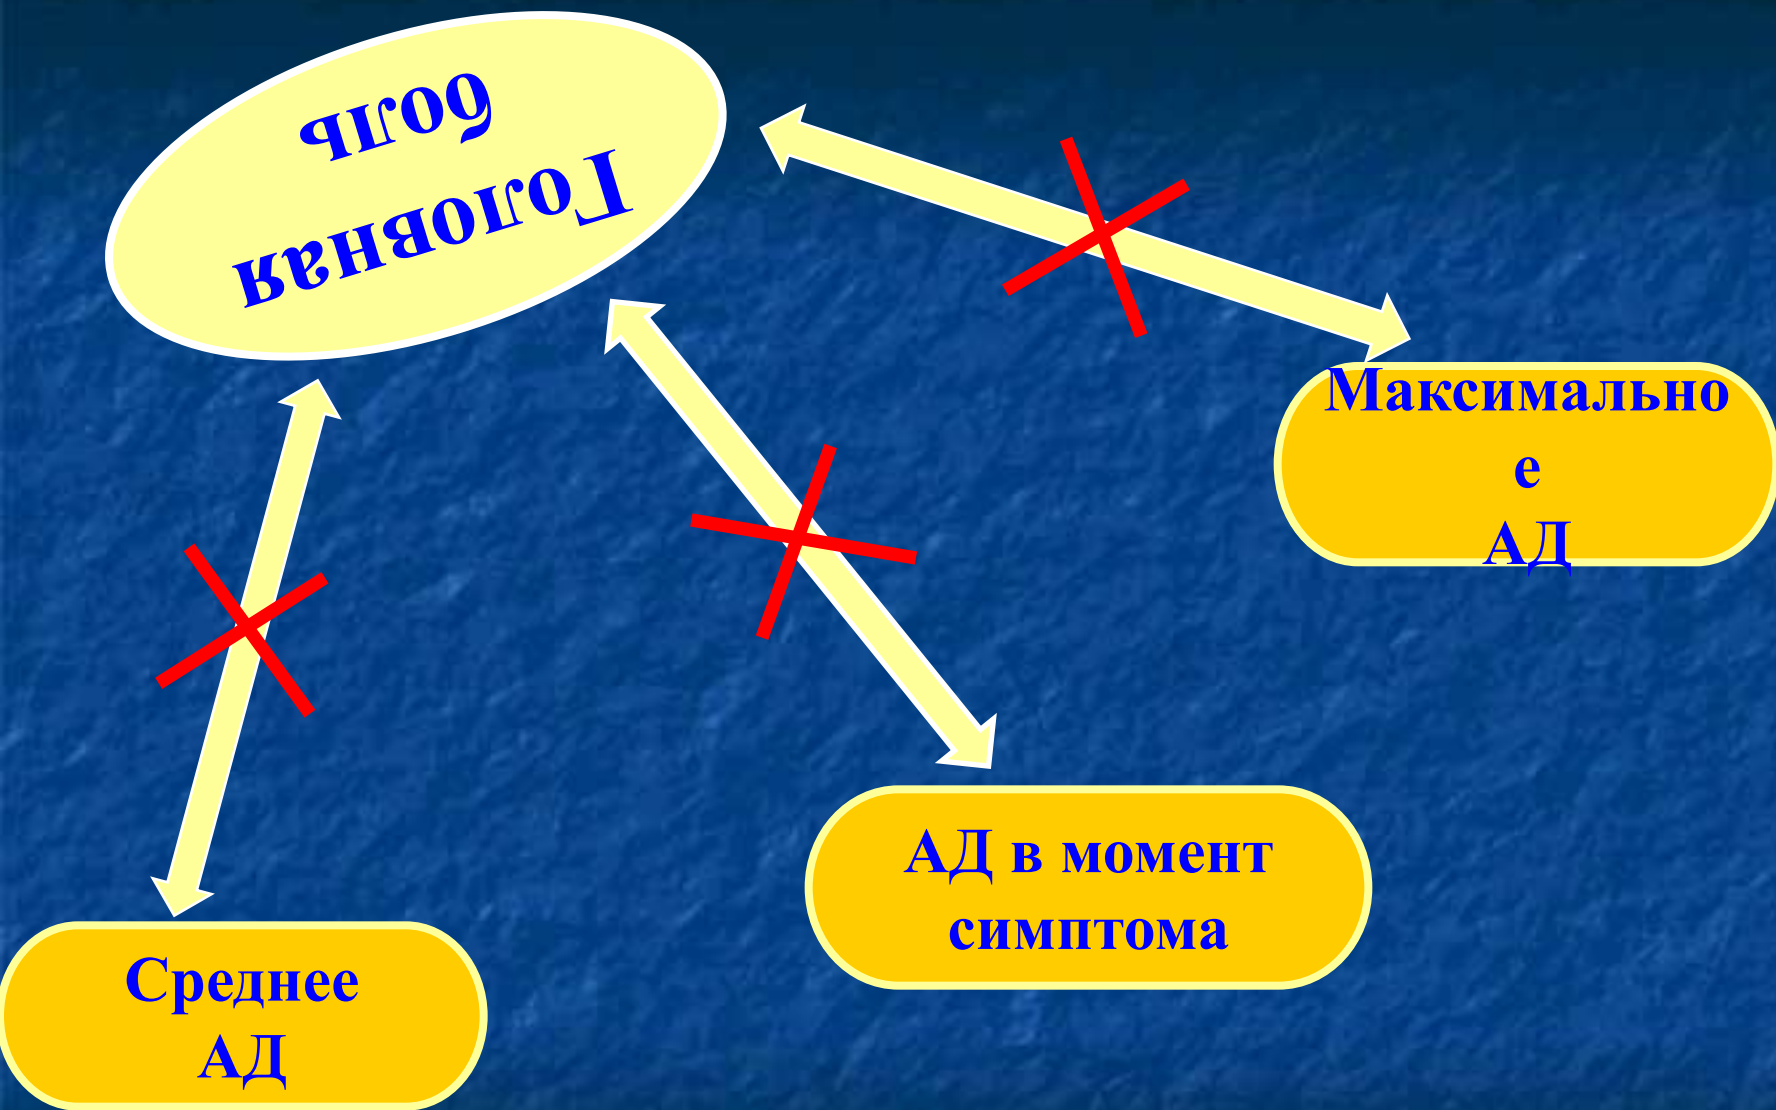 Головная
боль
Максимально
е
АД
АД в момент
симптома
Среднее
АД